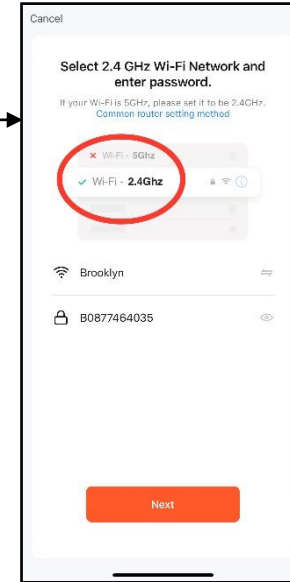 Cancel
Select 2.4 GHz Wi-Fi Network and
enter password.
If your Wi-Fi is 5GHz, please set it to be 2.4GHz.
Common router setting method
Wi-Fi - 5Ghz
Wi-Fi - 2.4Ghz
Brooklyn
B0877464035
Next